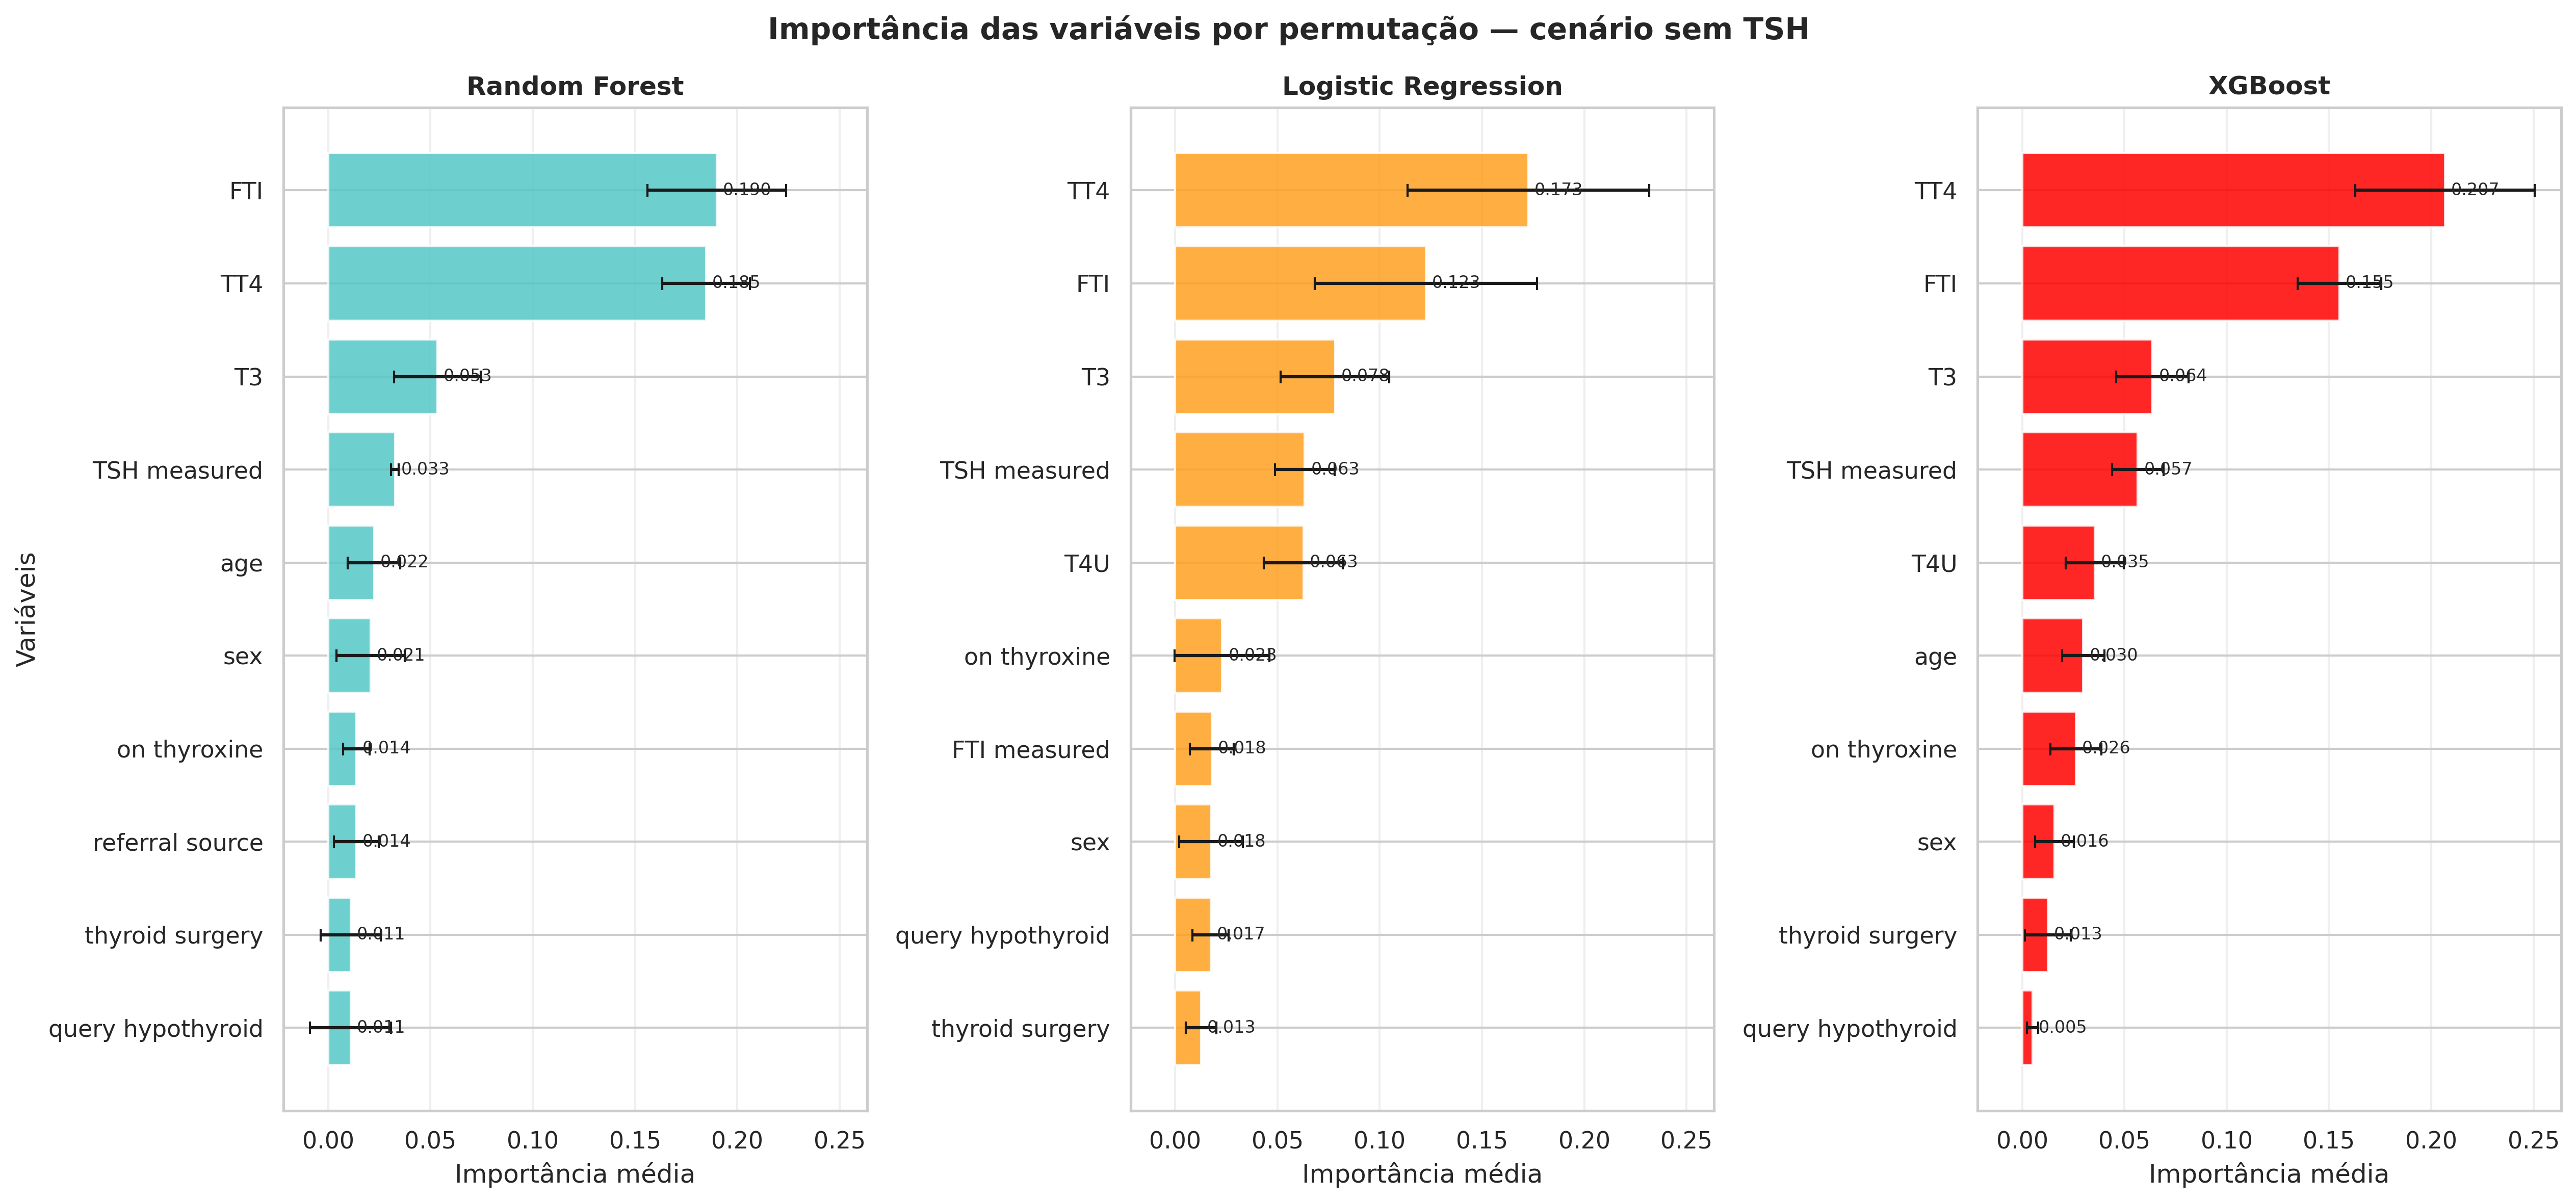 Importância das variáveis por permutação — cenário sem TSH
Random Forest
Variáveis
FTI
0.190
TT4
0.185
T3
0.053
TSH measured
0.033
age
0.022
sex
0.021
on thyroxine
0.014
referral source
0.014
thyroid surgery
0.011
query hypothyroid
0.011
0.00 0.05 0.10 0.15 0.20 0.25
Importância média
Logistic Regression
TT4
0.173
FTI
0.123
T3
0.078
TSH measured
0.063
T4U
0.063
on thyroxine
0.023
FTI measured
0.018
sex
0.018
query hypothyroid
0.017
thyroid surgery
0.013
0.00 0.05 0.10 0.15 0.20 0.25
Importância média
XGBoost
TT4
0.207
FTI
0.155
T3
0.064
TSH measured
0.057
T4U
0.035
age
0.030
on thyroxine
0.026
sex
0.016
thyroid surgery
0.013
query hypothyroid
0.005
0.00 0.05 0.10 0.15 0.20 0.25
Importância média